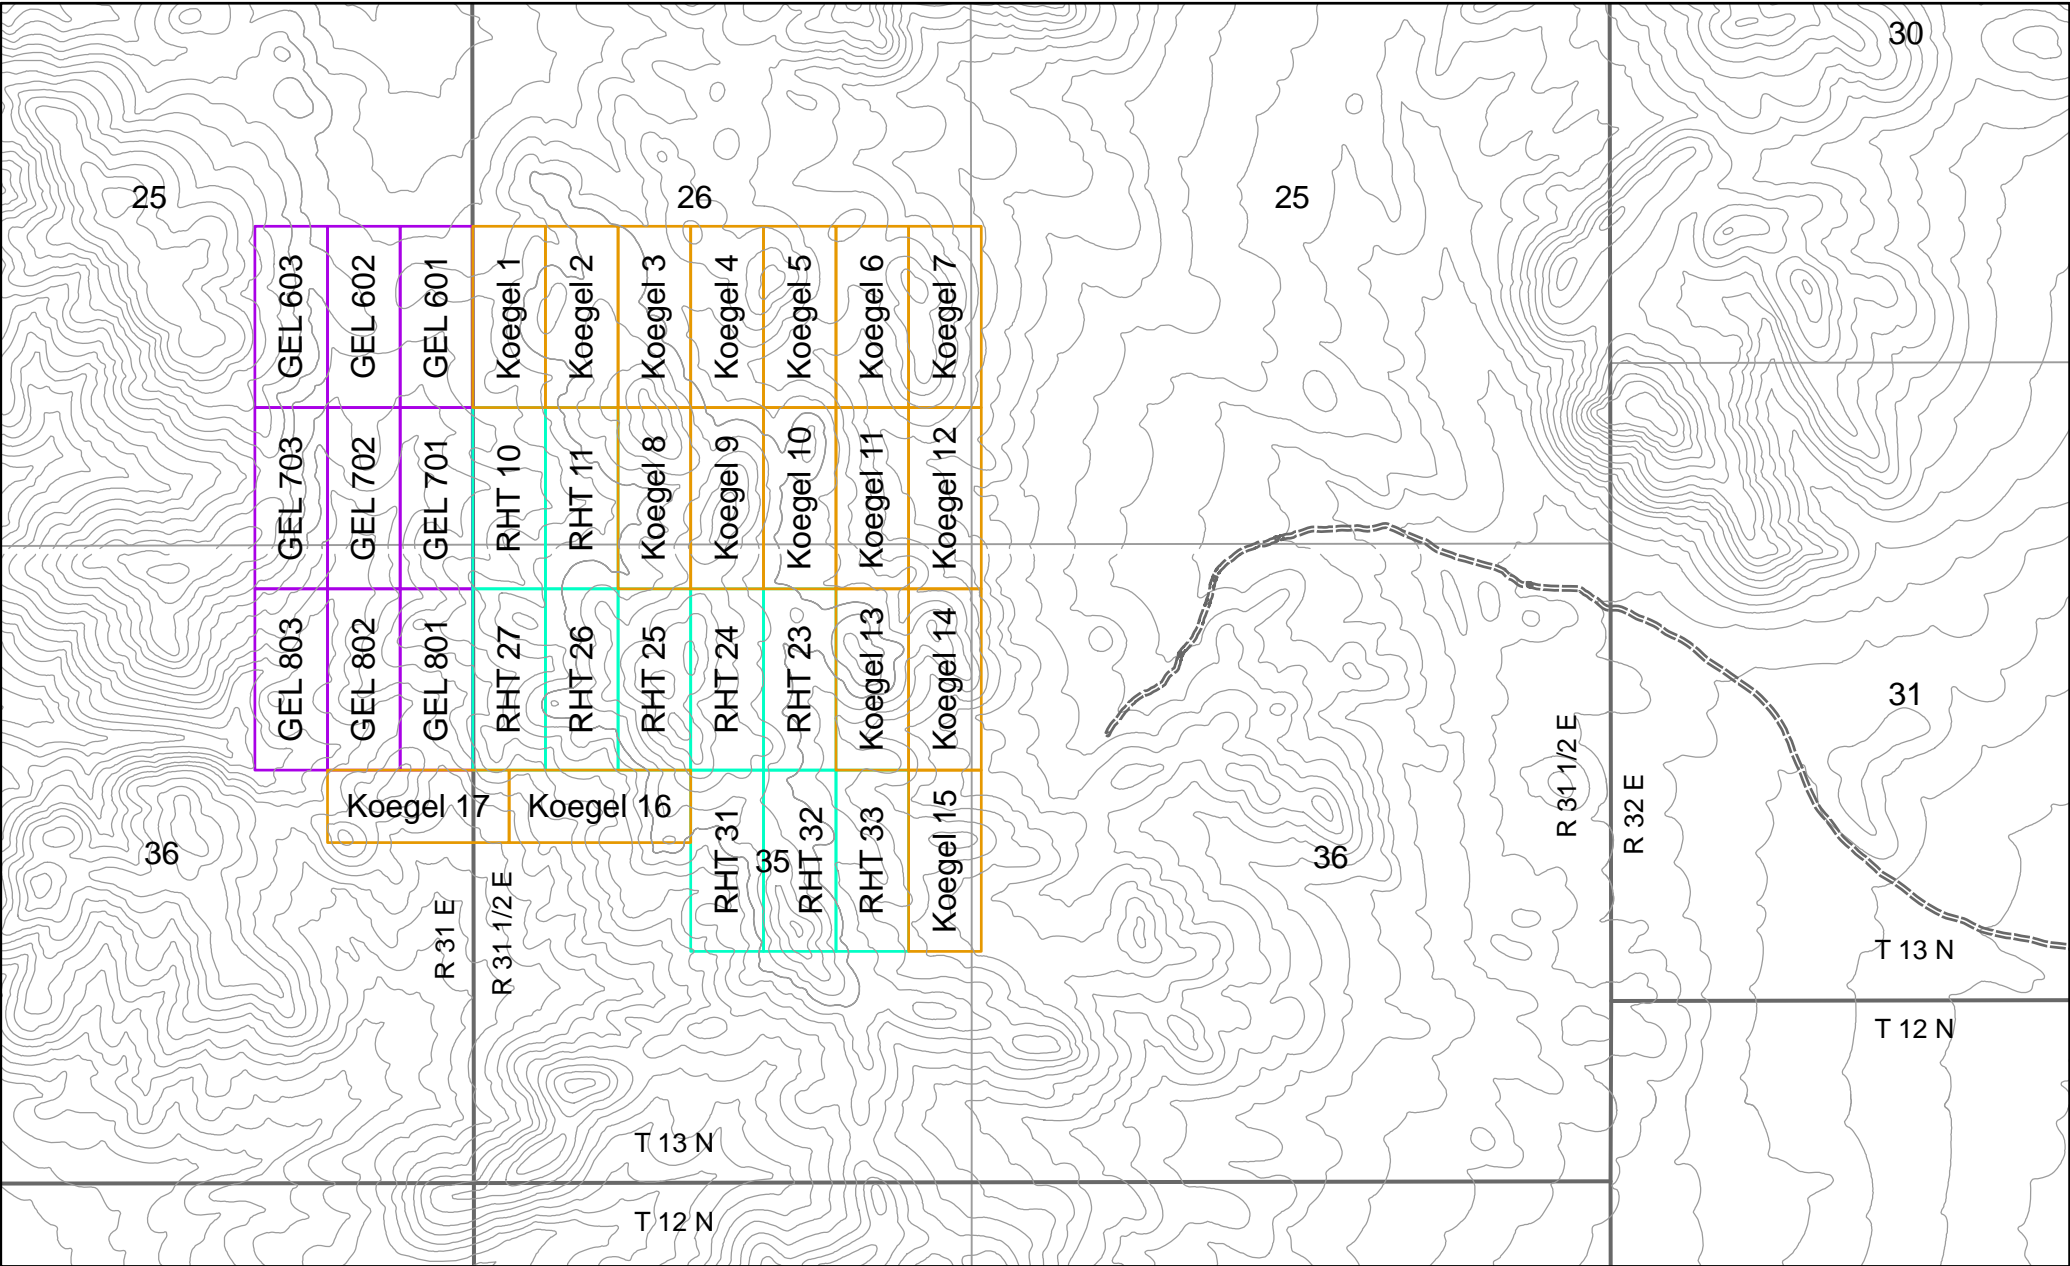 30
25
26
25
GEL 603
GEL 602
GEL 601
Koegel 1
Koegel 2
Koegel 3
Koegel 4
Koegel 5
Koegel 6
Koegel 7
GEL 703
GEL 702
GEL 701
RHT 10
RHT 11
Koegel 8
Koegel 9
Koegel 10
Koegel 11
Koegel 12
GEL 803
GEL 802
GEL 801
RHT 27
RHT 26
RHT 25
RHT 24
RHT 23
Koegel 13
Koegel 14
31
Koegel 17
Koegel 16
RHT 31
35
RHT 32
RHT 33
Koegel 15
36
36
R 31 1/2 E
R 32 E
R 31 E
R 31 1/2 E
T 13 N
T 12 N
T 13 N
T 12 N